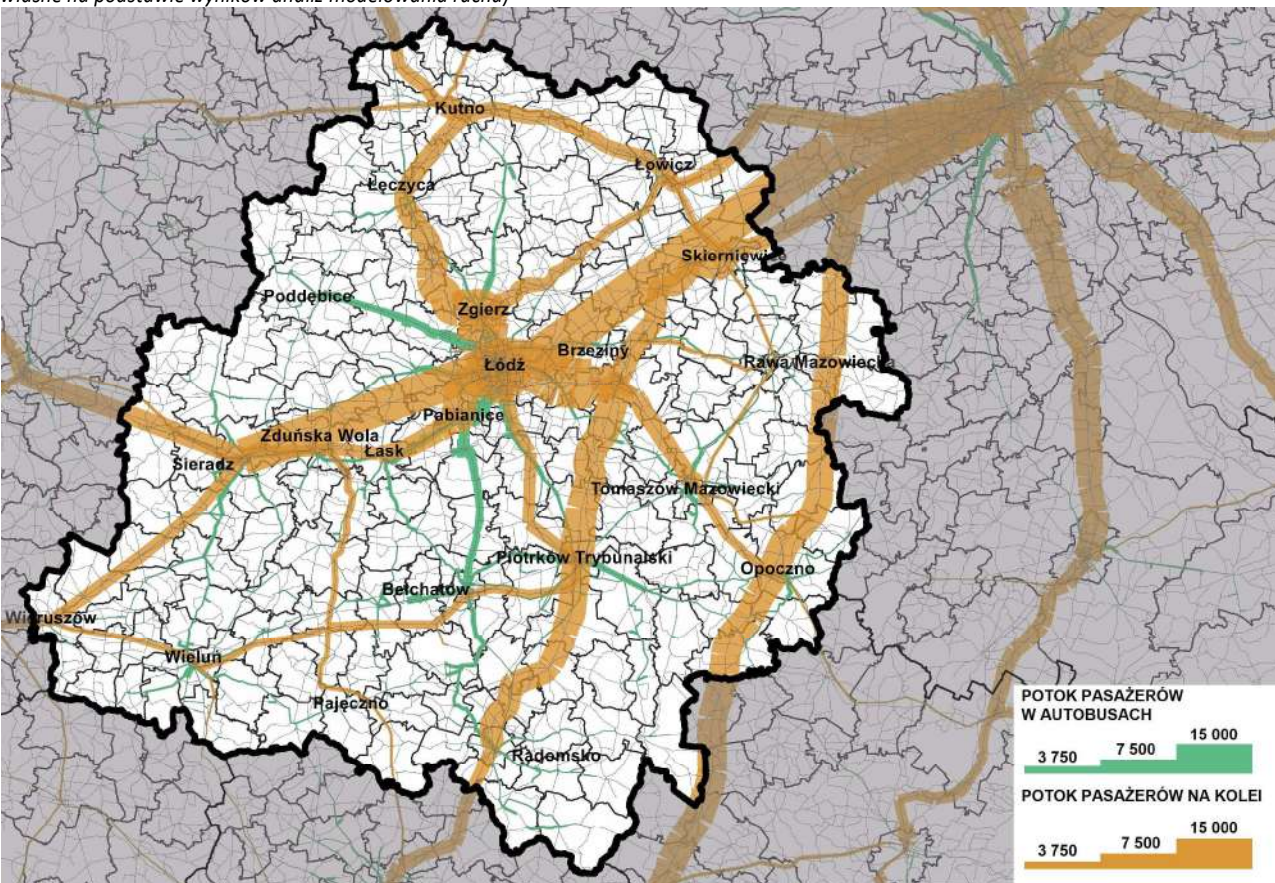 własne na podstawie wyników analiz modelowania ruchu)
Kutno
Łowicz
Łęczyca
Skierniewice
Poddębice
Zgierz
Brzeziny
Łódź
Rawa Mazowiecka
Pabianice
Zduńska Wola
Łask
Sieradz
Tomaszów Mazowiecki
Piotrków Trybunalski
Opoczno
Bełchatów
Wieruszów
Wieluń
Pajęczno
Radomsko
POTOK PASAŻERÓW
W AUTOBUSACH
15 000
7 500
3 750
POTOK PASAŻERÓW NA KOLEI
15 000
7 500
3 750